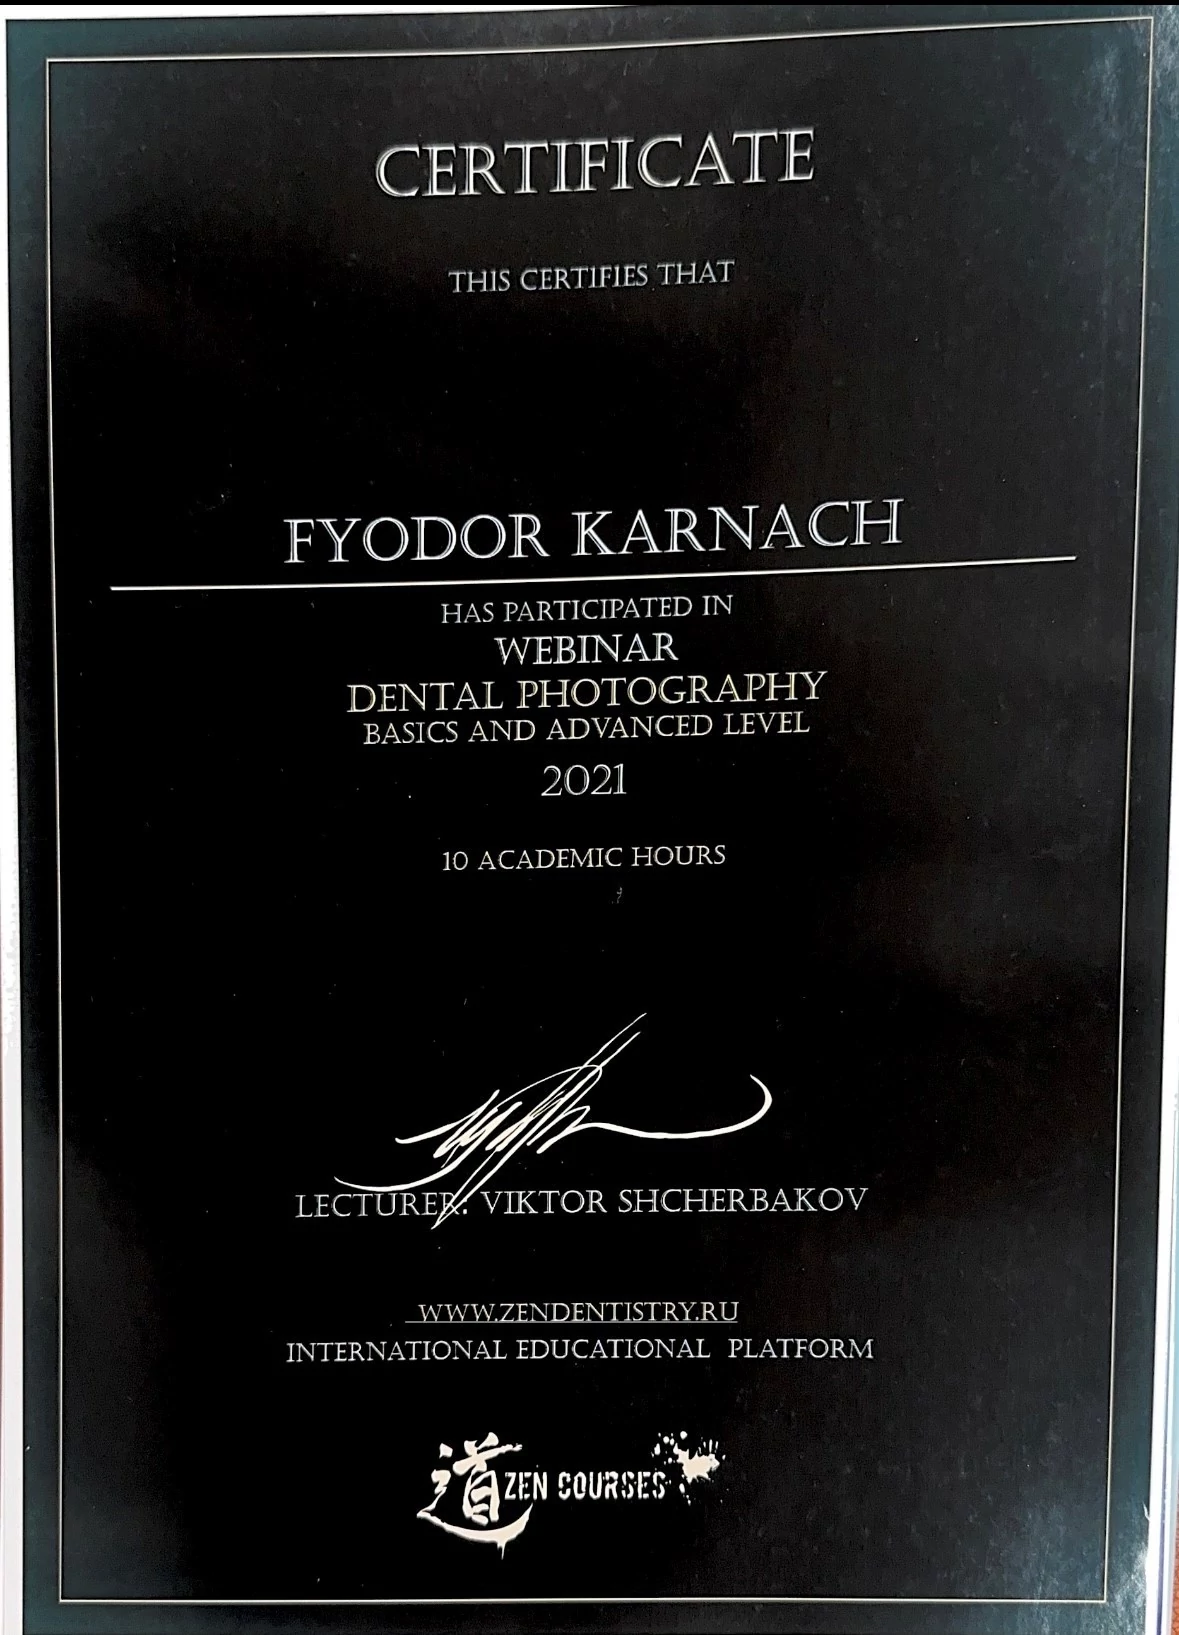 CERTIFICATE
THIS CERTIFIES THAT
FYODOR KARNACH
HAS PARTICIPATED IN
WEBINAR
DENTAL PHOTOGRAPHY
BASICS AND ADVANCED LEVEL
2021
10 ACADEMIC HOURS
LECTURER: VIKTOR SHCHERBAKOV
WWW.ZENDENTISTRY.RU
INTERNATIONAL EDUCATIONAL PLATFORM
道 ZEN COURSES